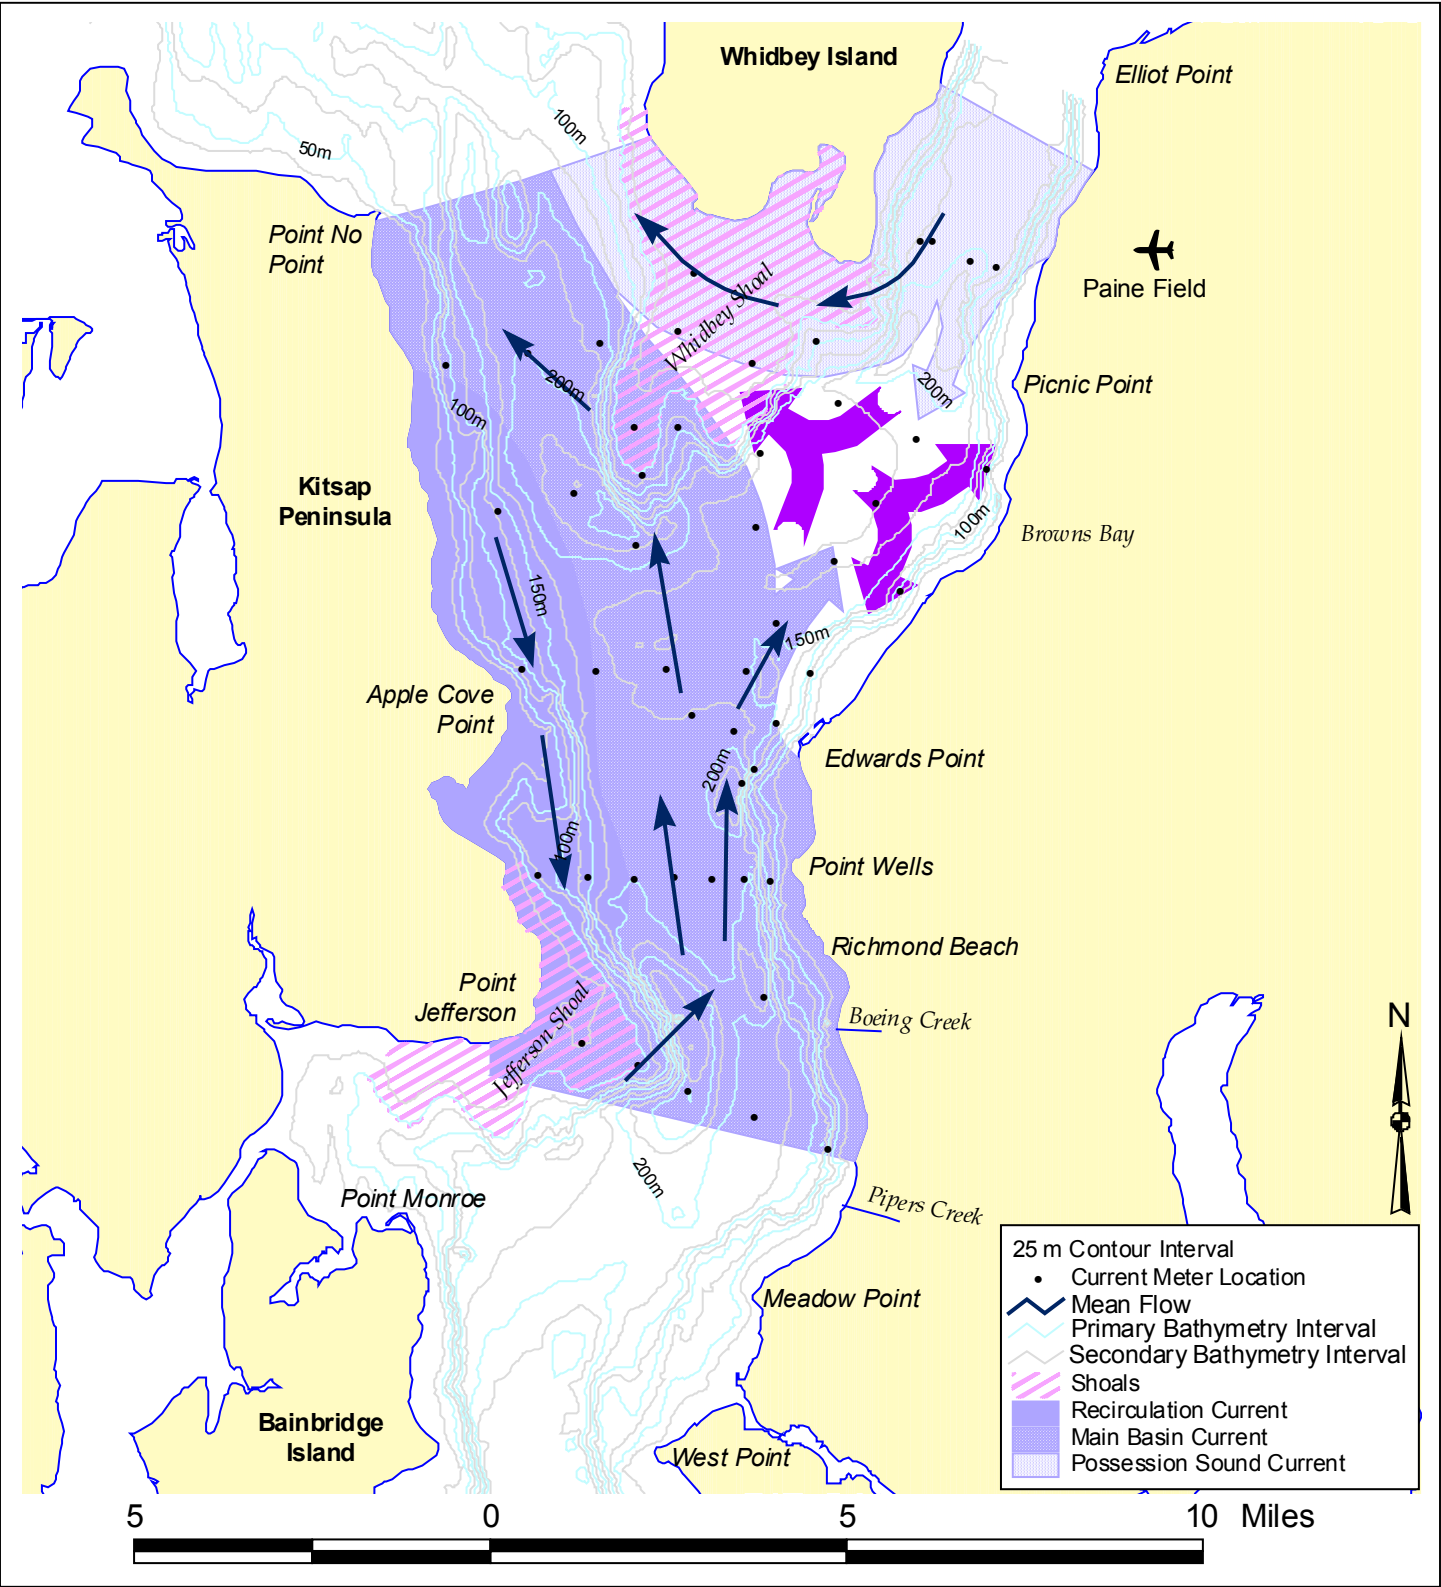 Whidbey Island
Elliot Point
100m
50m
Point No
Point
Paine Field
Whidbey Shoal
200m
200m
Picnic Point
100m
Kitsap
Peninsula
100m
Browns Bay
150m
150m
Apple Cove
Point
200m
Edwards Point
100m
Point Wells
Richmond Beach
Point
Jefferson
Jefferson Shoal
Boeing Creek
N
200m
Point Monroe
Pipers Creek
Meadow Point
Bainbridge
Island
West Point
25 m Contour Interval
Current Meter Location
Mean Flow
Primary Bathymetry Interval
Secondary Bathymetry Interval
Shoals
Recirculation Current
Main Basin Current
Possession Sound Current
5 0 5 10 Miles